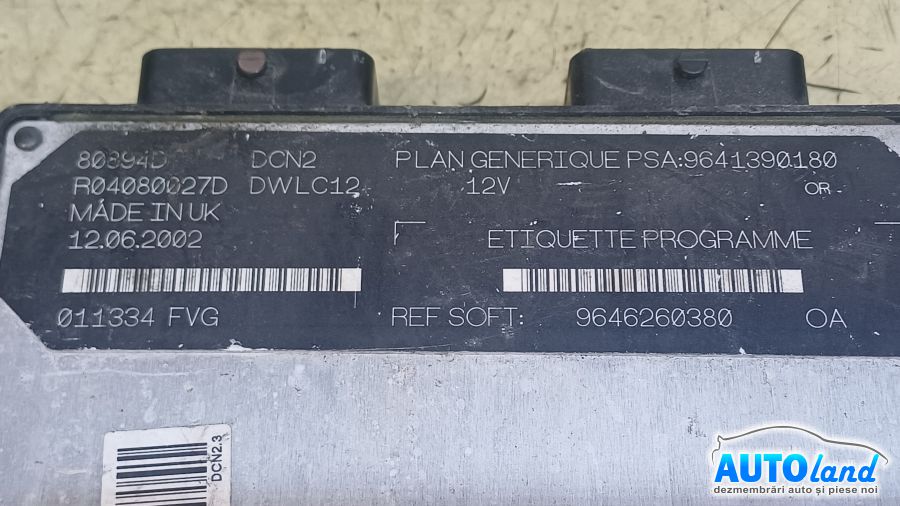 80894D DCN2 PLAN GENERIQUE PSA:9641390180
R04080027D DWLC12 12V OR
MADE IN UK
12.06.2002 ETIQUETTE PROGRAMME
011334 FVG REF SOFT: 9646260380 OA
DCN2.3
AUTOland
dezmembrări auto și piese noi